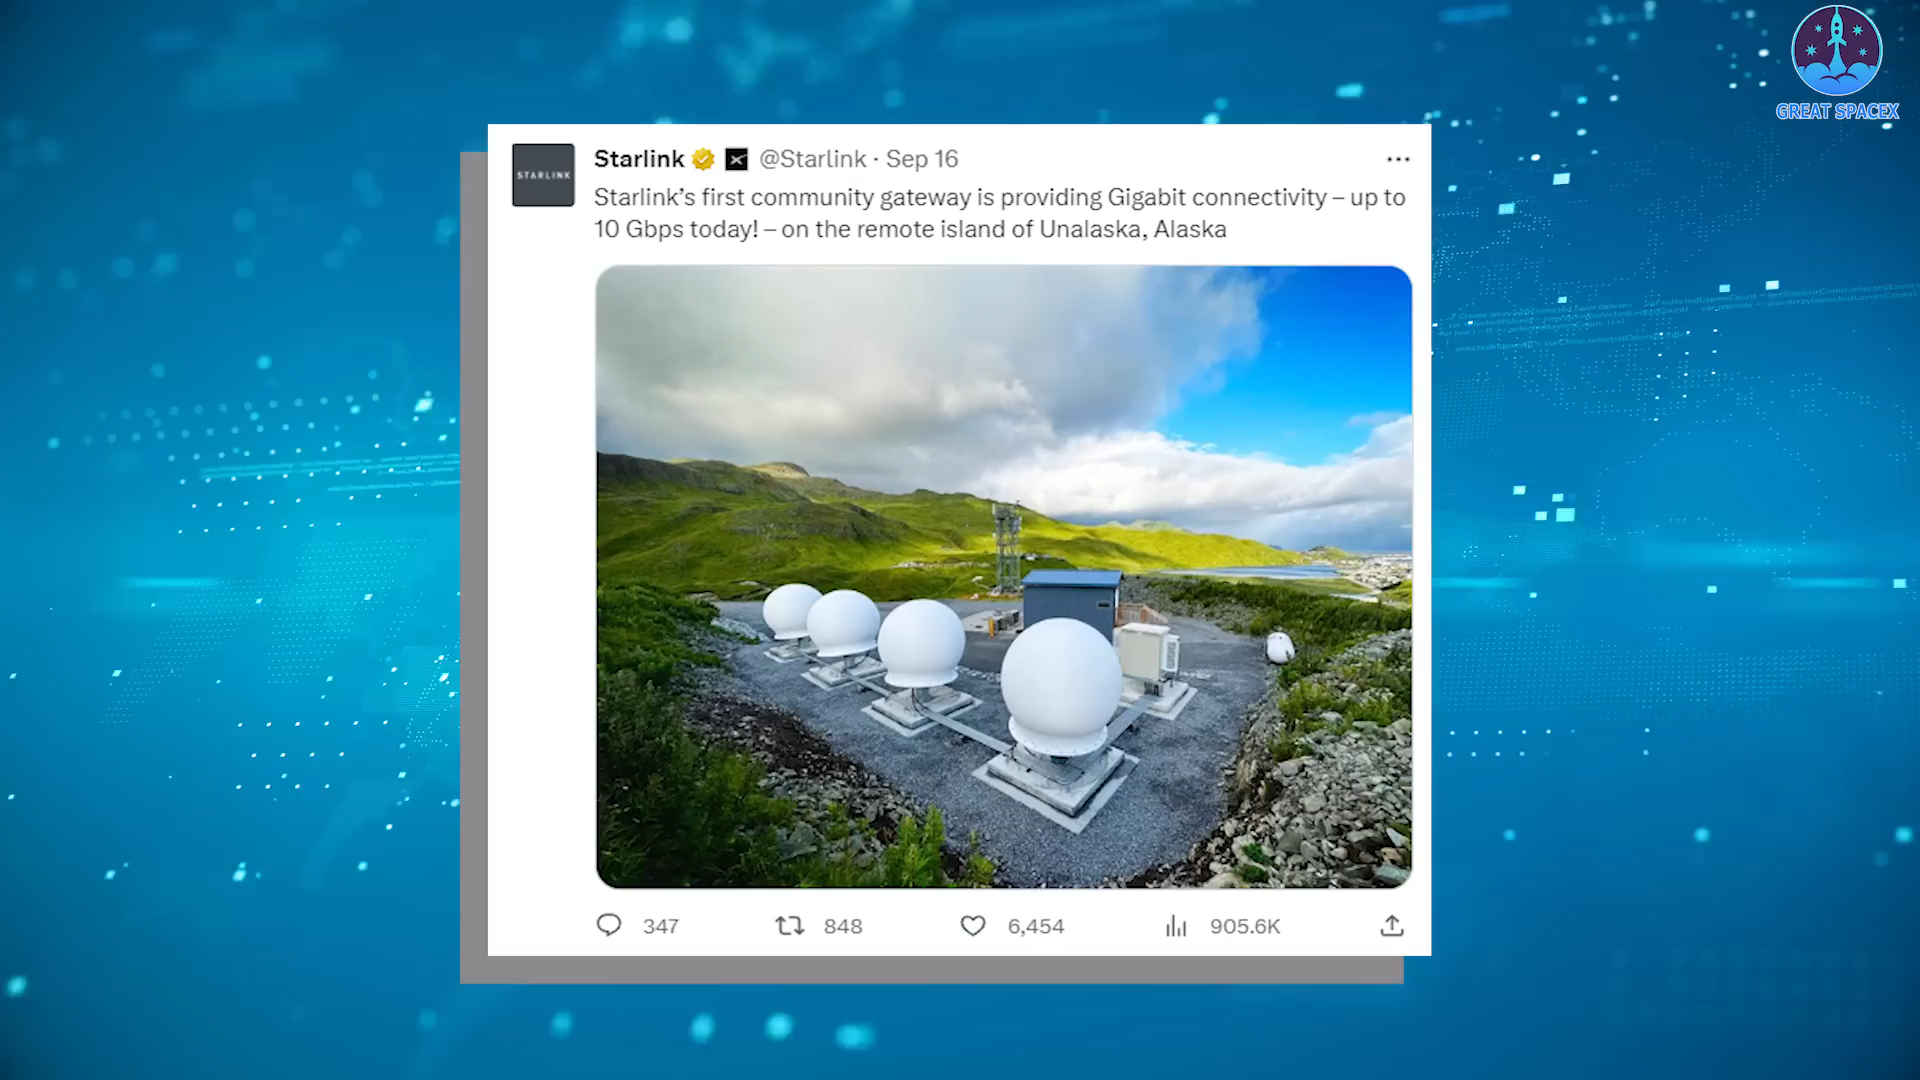 GREAT SPACEX
STARLINK
Starlink @Starlink · Sep 16
Starlink’s first community gateway is providing Gigabit connectivity – up to
10 Gbps today! – on the remote island of Unalaska, Alaska
347 848 6,454 905.6K